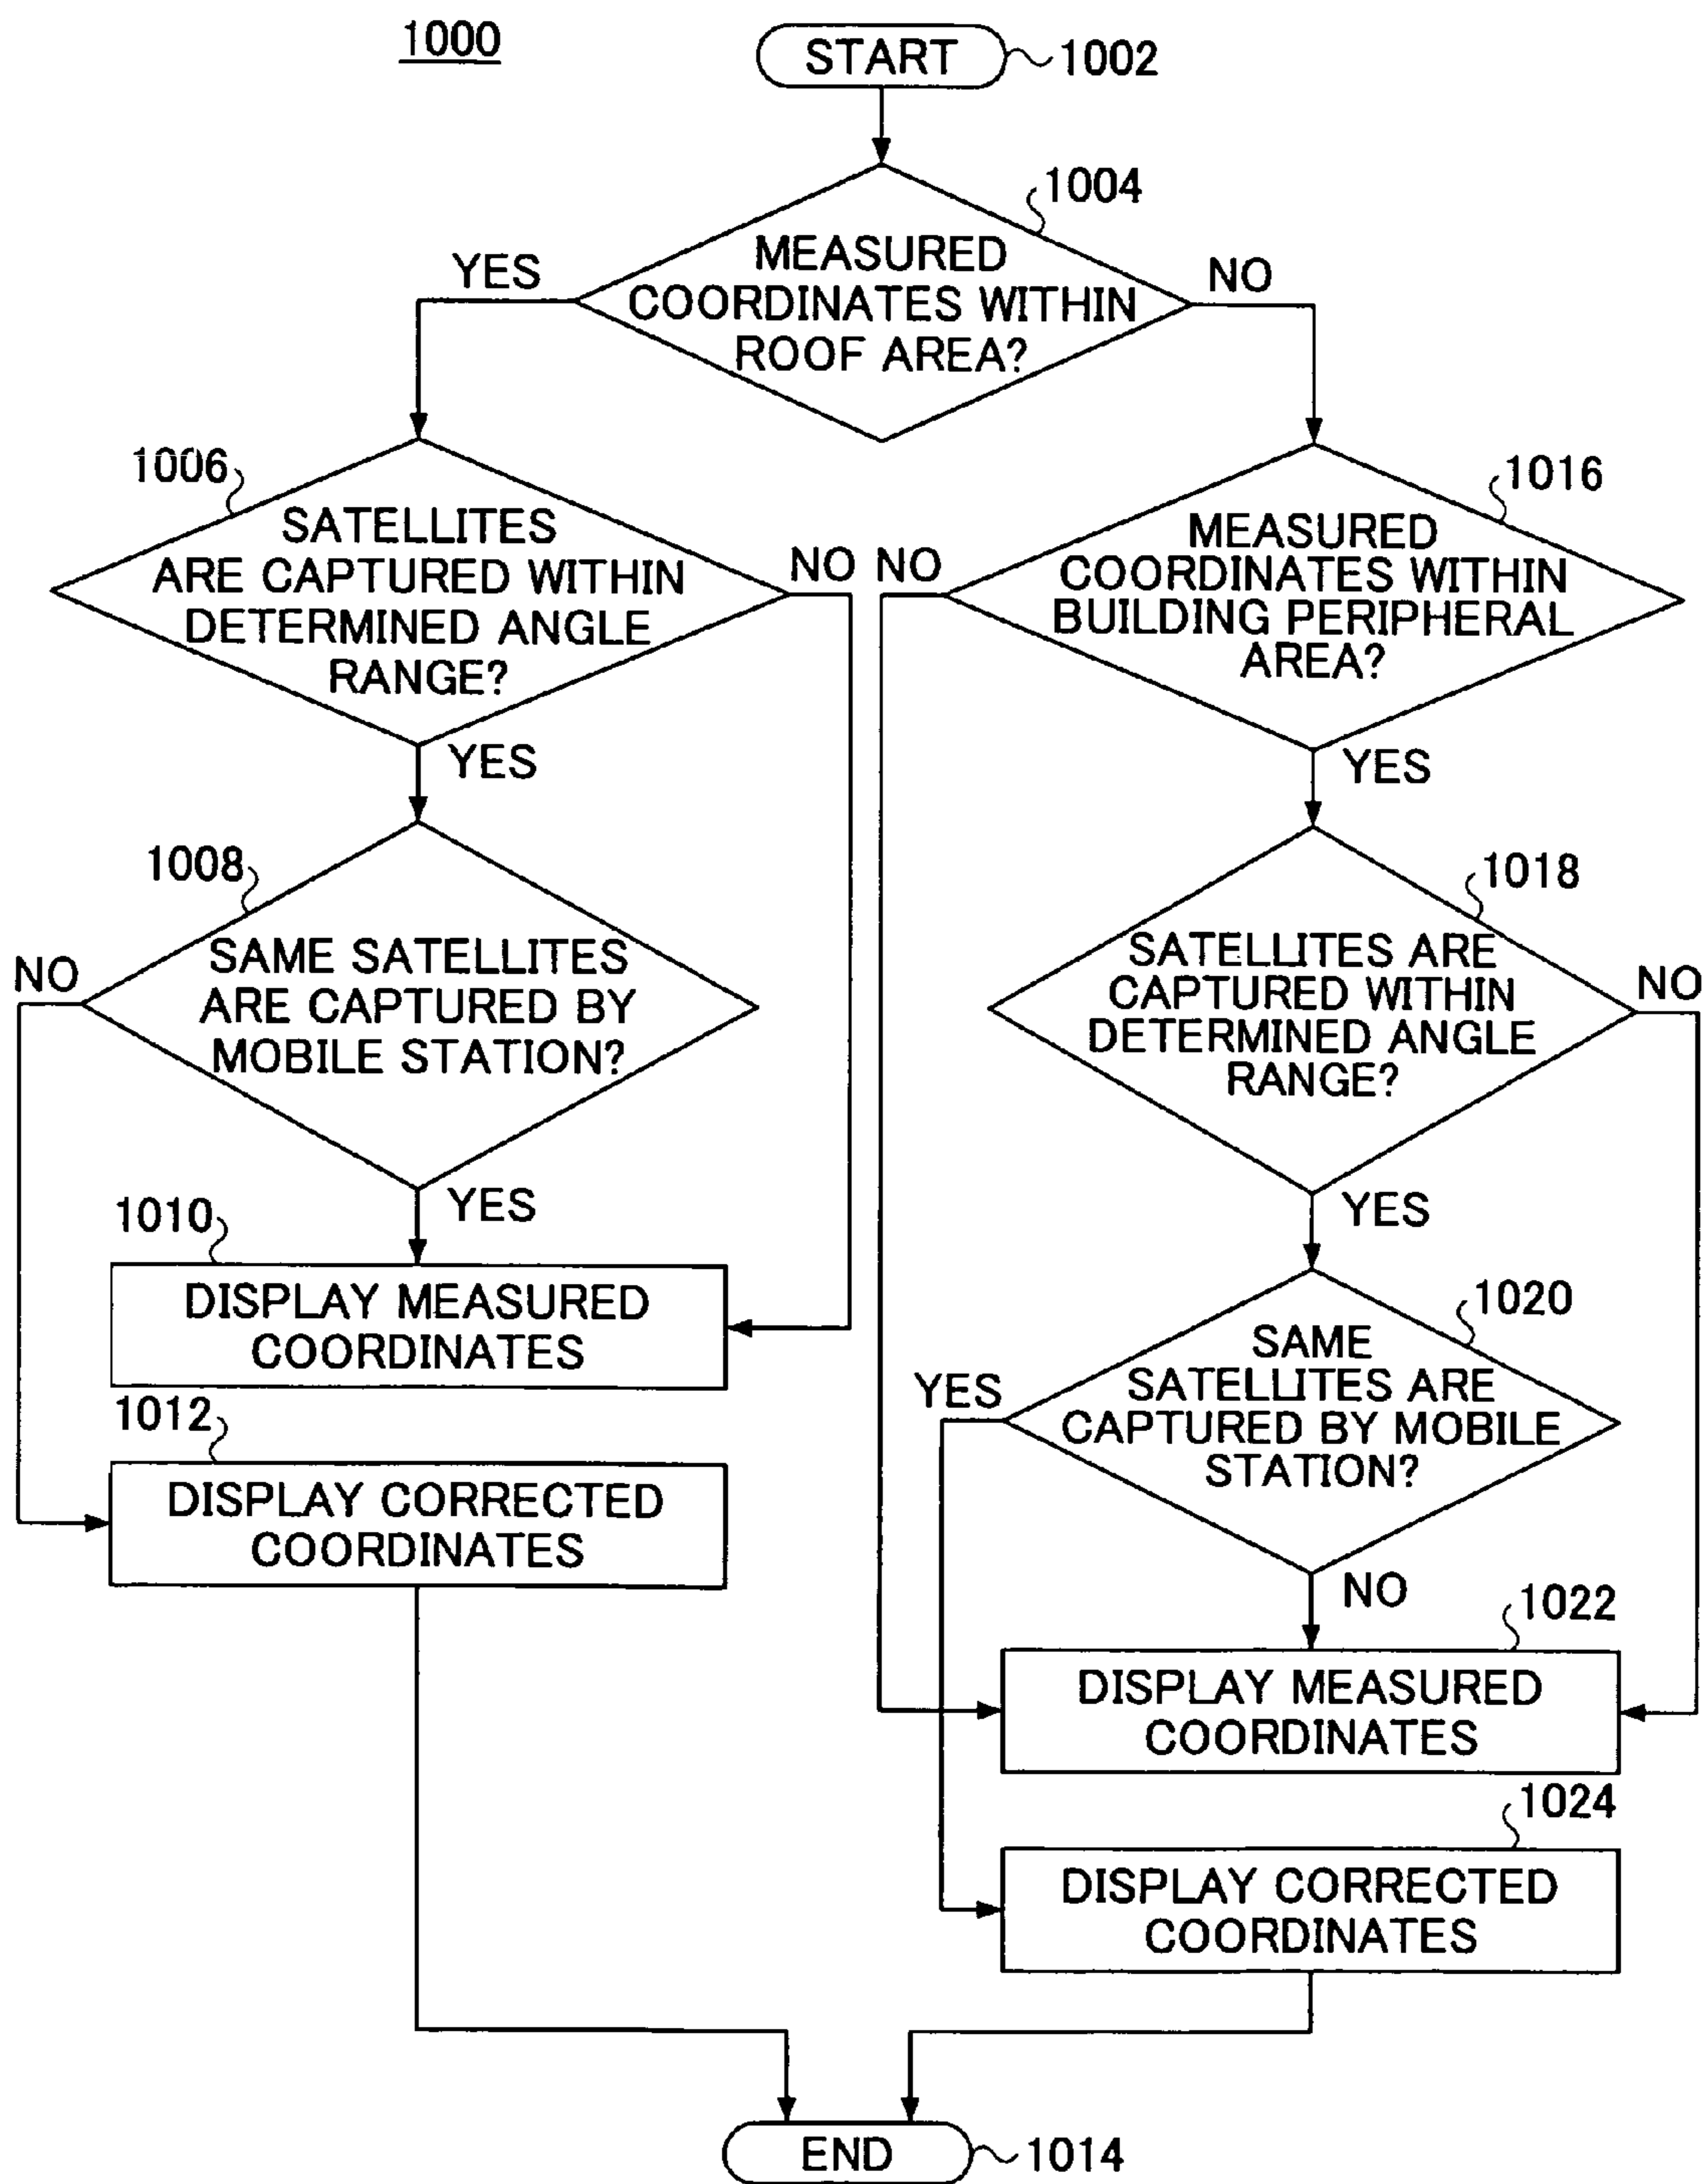 1000
START
1002
1004
MEASURED
COORDINATES WITHIN
ROOF AREA?
YES
NO
1006
SATELLITES
ARE CAPTURED WITHIN
DETERMINED ANGLE
RANGE?
NO
YES
1016
MEASURED
COORDINATES WITHIN
BUILDING PERIPHERAL
AREA?
NO
YES
1008
SAME SATELLITES
ARE CAPTURED BY
MOBILE STATION?
NO
YES
1018
SATELLITES ARE
CAPTURED WITHIN
DETERMINED ANGLE
RANGE?
NO
YES
1010
DISPLAY MEASURED
COORDINATES
1012
DISPLAY CORRECTED
COORDINATES
1020
SAME
SATELLITES ARE
CAPTURED BY MOBILE
STATION?
YES
NO
1022
DISPLAY MEASURED
COORDINATES
1024
DISPLAY CORRECTED
COORDINATES
END
1014